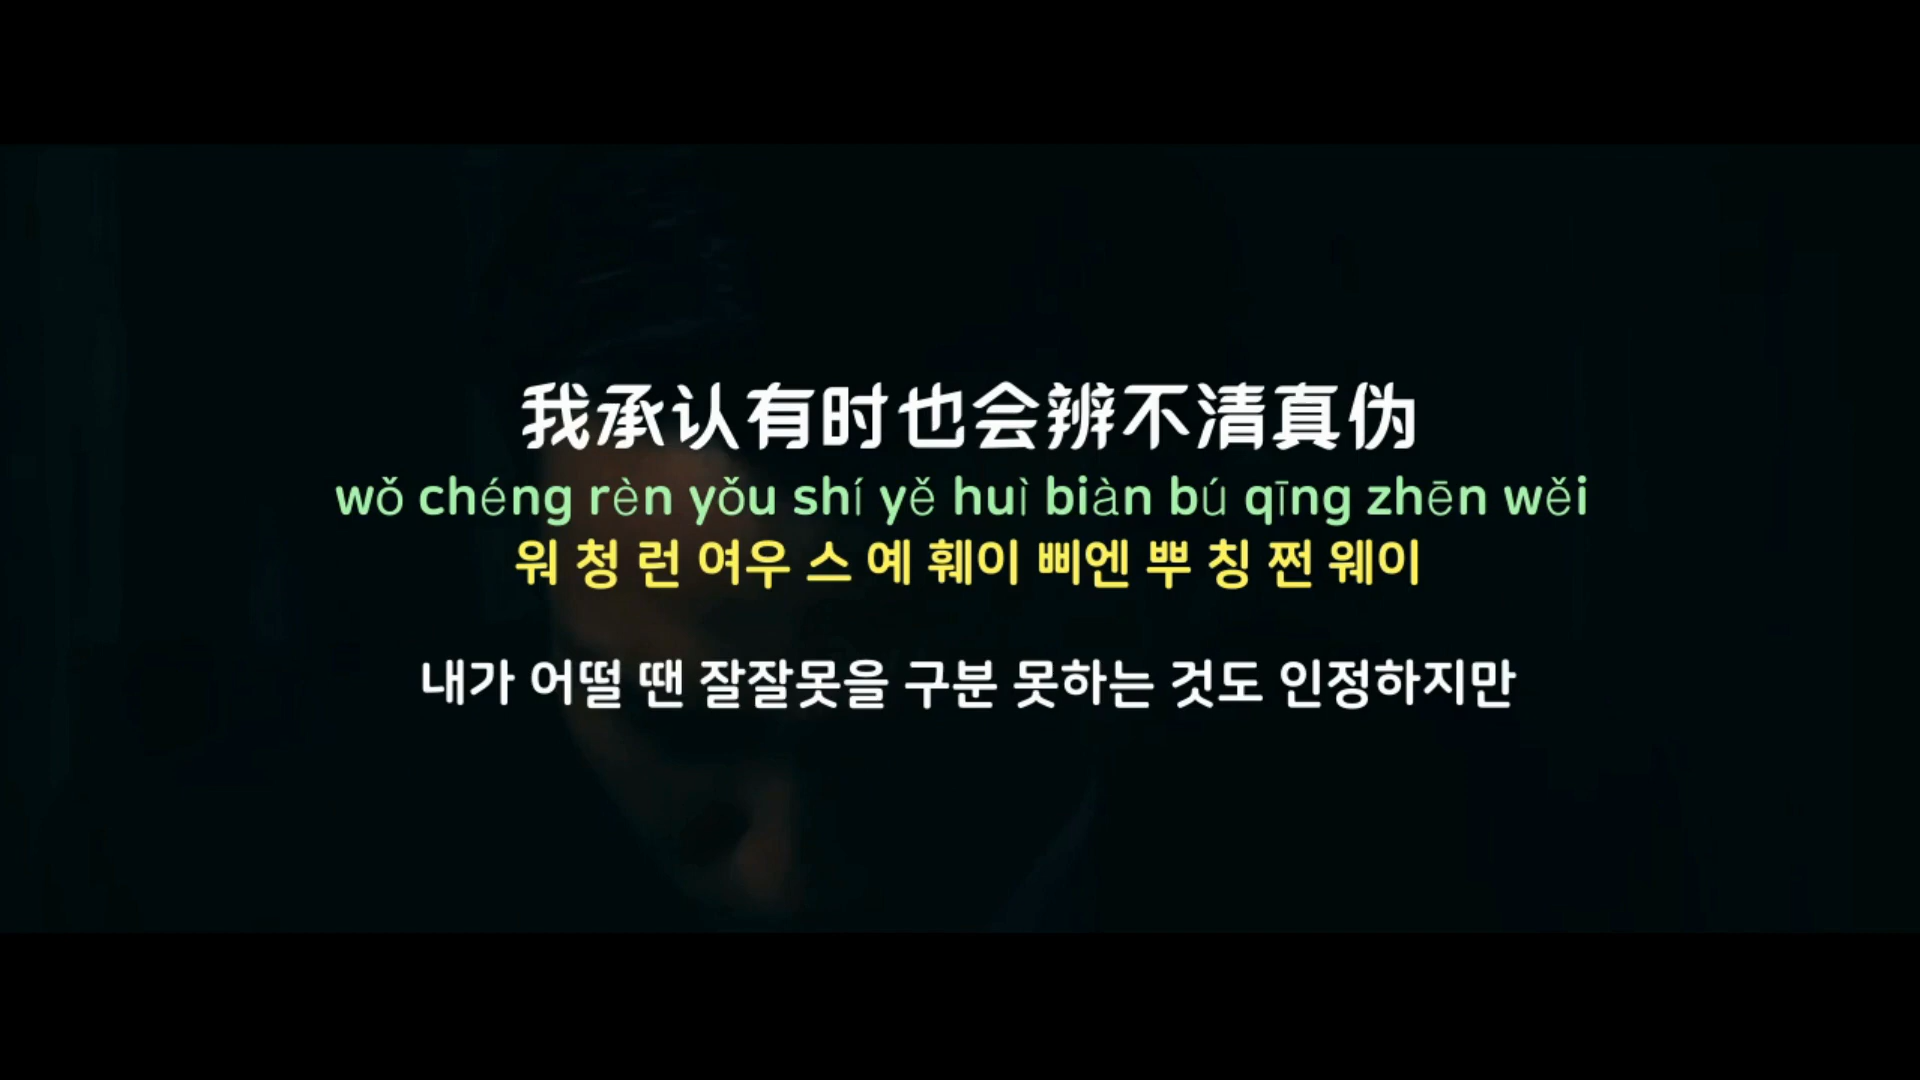 我承认有时也会辨不清真伪
wǒ chéng rèn yǒu shí yě huì biàn bú qīng zhēn wěi
워 청 런 여우 스 예 훼이 삐엔 뿌 칭 쩐 웨이
내가 어떨 땐 잘잘못을 구분 못하는 것도 인정하지만